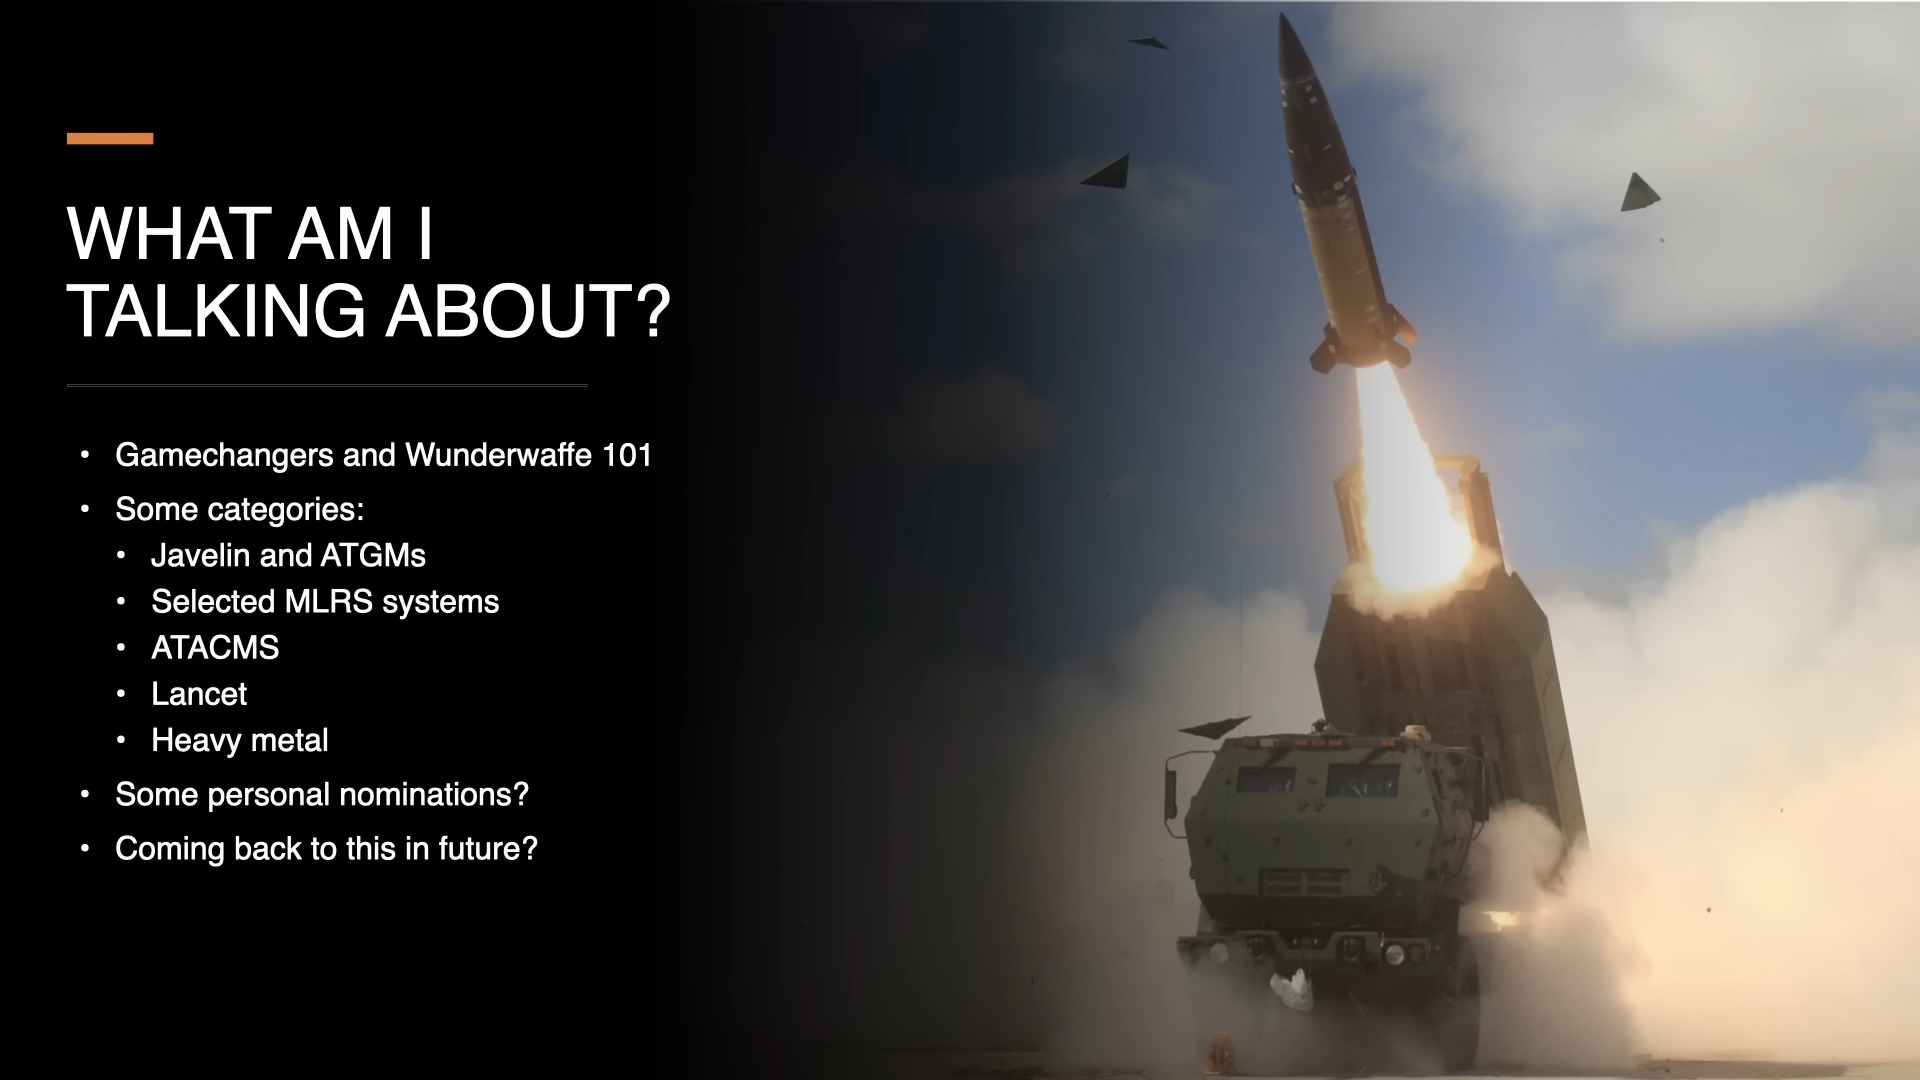 WHAT AM I
TALKING ABOUT?
• Gamechangers and Wunderwaffe 101
• Some categories:
• Javelin and ATGMs
• Selected MLRS systems
• ATACMS
• Lancet
• Heavy metal
• Some personal nominations?
• Coming back to this in future?